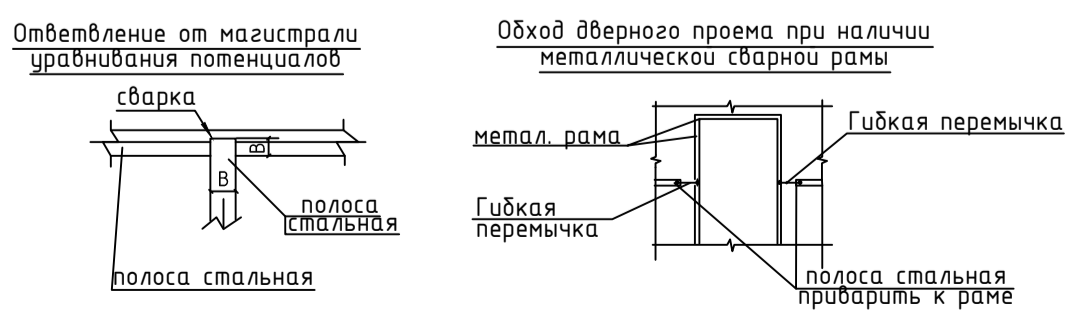 Ответвление от магистрали
уравнивания потенциалов
сварка
В
В
полоса
стальная
полоса стальная
Обход дверного проема при наличии
металлической сварной рамы
метал. рама
Гибкая перемычка
Гибкая
перемычка
полоса стальная
приварить к раме